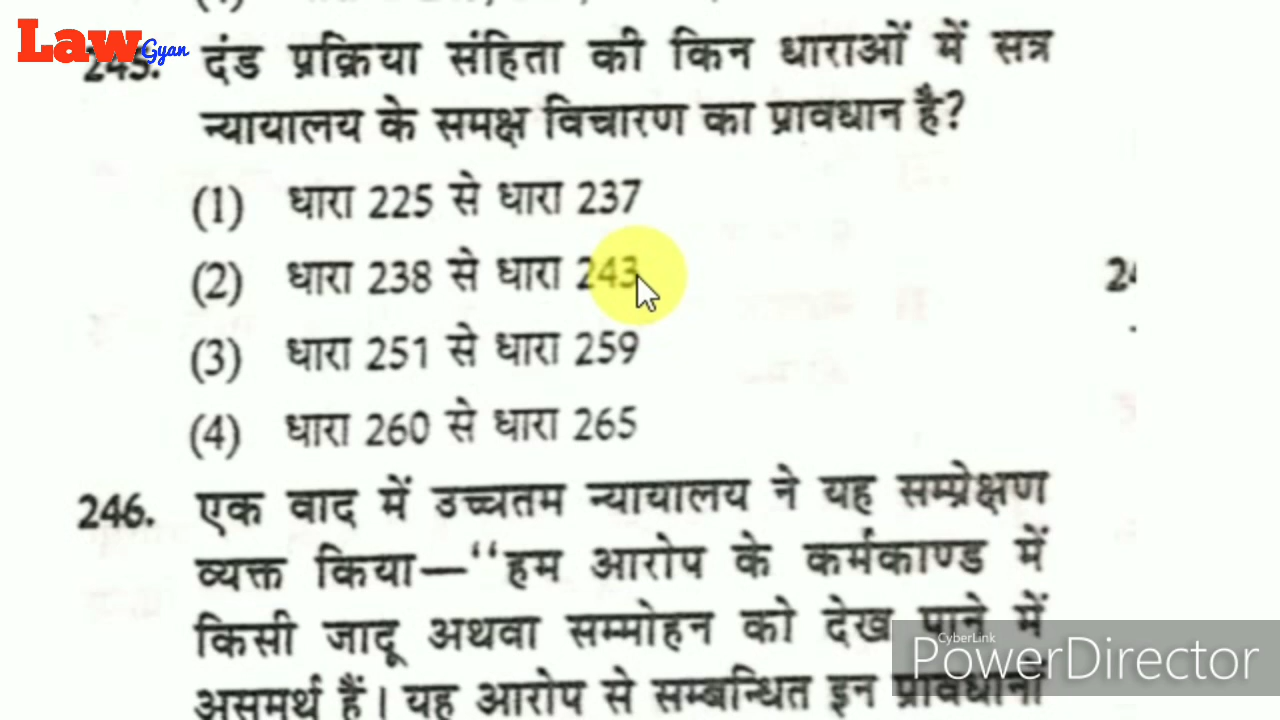 Law Gyan
245. दंड प्रक्रिया संहिता की किन धाराओं में सत्र
न्यायालय के समक्ष विचारण का प्रावधान है?
(1) धारा 225 से धारा 237
(2) धारा 238 से धारा 243
(3) धारा 251 से धारा 259
(4) धारा 260 से धारा 265
246. एक वाद में उच्चतम न्यायालय ने यह सम्प्रेक्षण
व्यक्त किया—“हम आरोप के कर्मकाण्ड में
किसी जादू अथवा सम्मोहन को देख पाने में
असमर्थ हैं। यह आरोप से सम्बन्धित इन प्रावधानों
CyberLink
PowerDirector